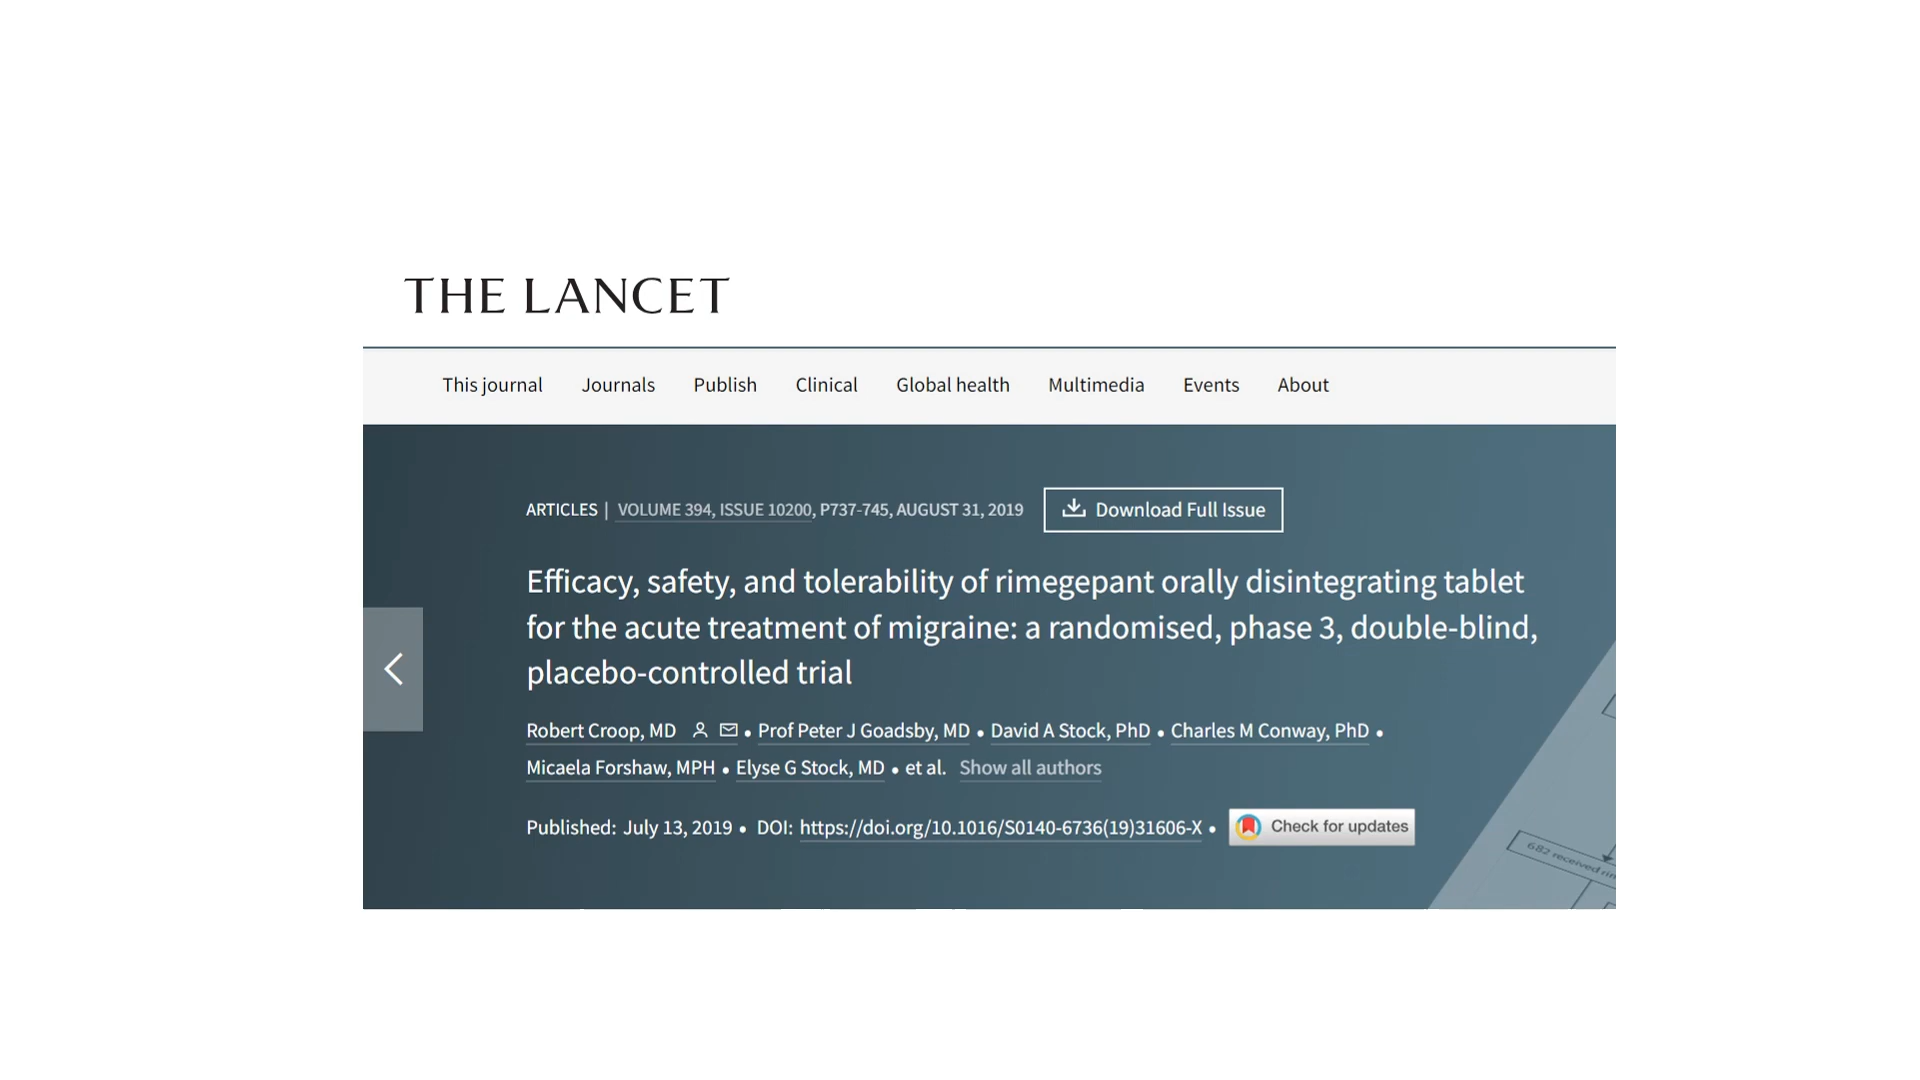 THE LANCET
This journal Journals Publish Clinical Global health Multimedia Events About
ARTICLES | VOLUME 394, ISSUE 10200, P737-745, AUGUST 31, 2019 Download Full Issue
Efficacy, safety, and tolerability of rimegepant orally disintegrating tablet
for the acute treatment of migraine: a randomised, phase 3, double-blind,
placebo-controlled trial
Robert Croop, MD • Prof Peter J Goadsby, MD • David A Stock, PhD • Charles M Conway, PhD •
Micaela Forshaw, MPH • Elyse G Stock, MD • et al. Show all authors
Published: July 13, 2019 • DOI: https://doi.org/10.1016/S0140-6736(19)31606-X • Check for updates
682 received